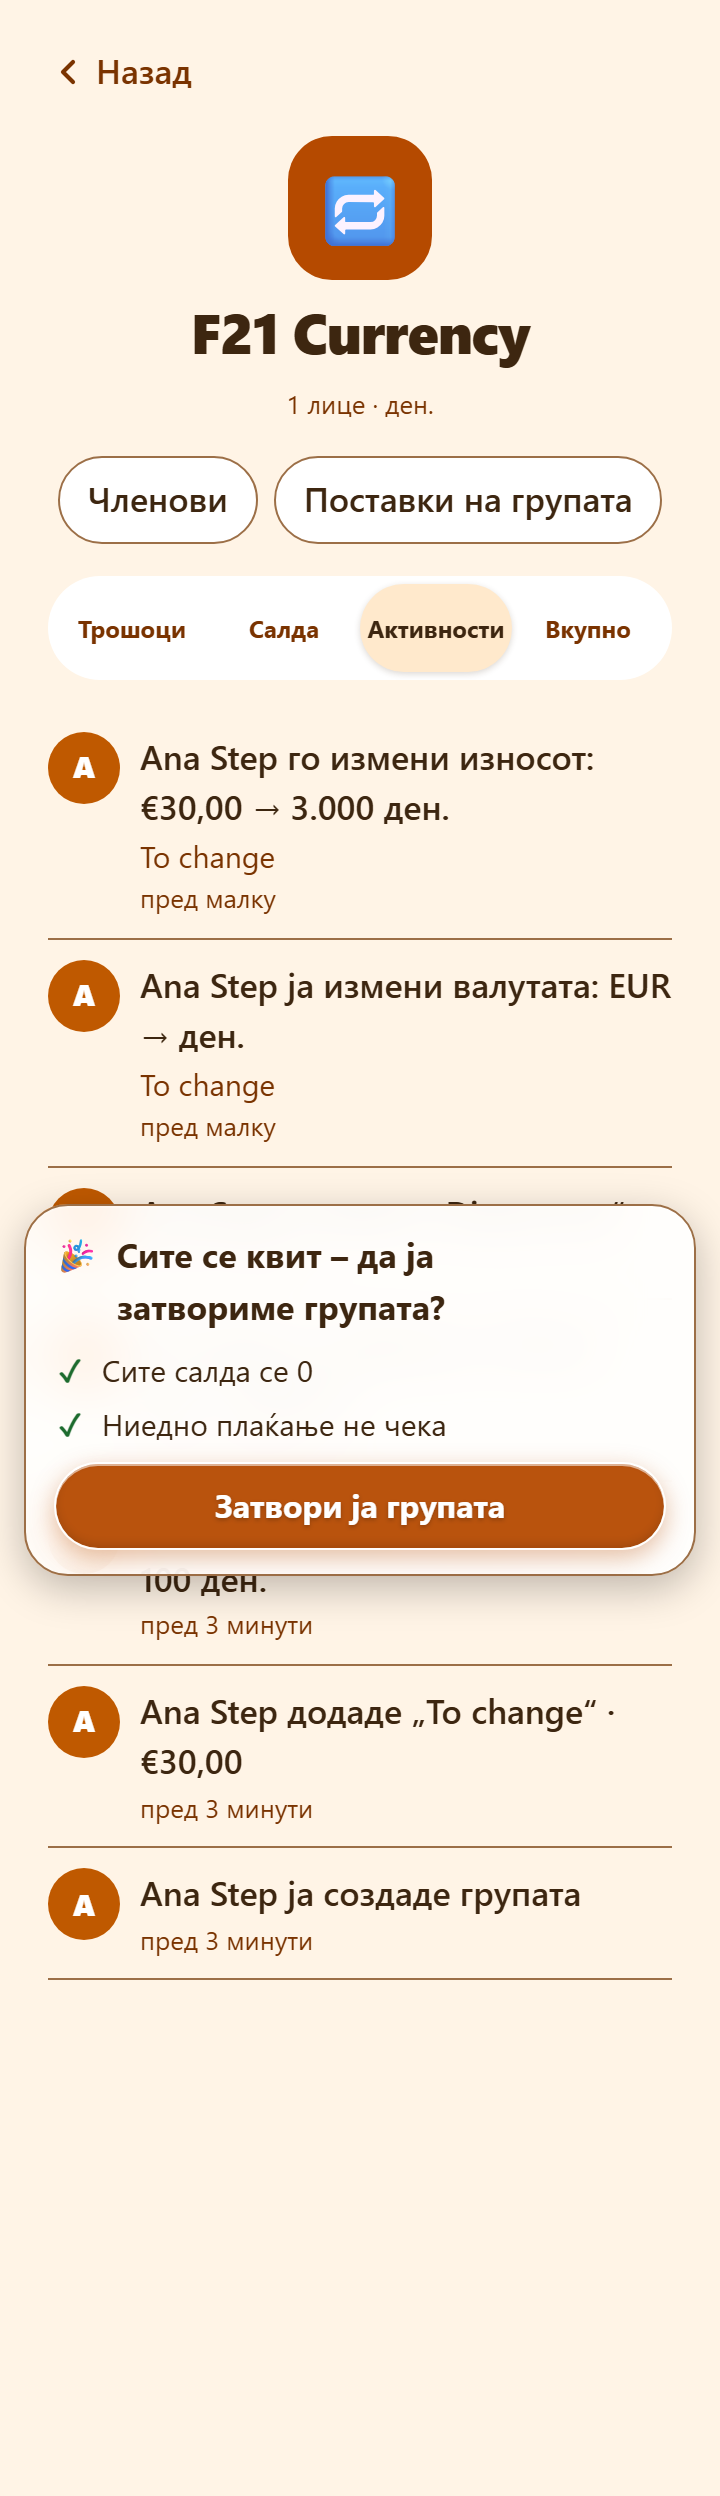 Назад
F21 Currency
1 лице · ден.
Членови
Поставки на групата
Трошоци
Салда
Активности
Вкупно
A
Ana Step го измени износот:
€30,00 → 3.000 ден.
To change
пред малку
A
Ana Step ја измени валутата: EUR
→ ден.
To change
пред малку
Сите се квит – да ја
затвориме групата?
✓ Сите салда се 0
✓ Ниедно плаќање не чека
Затвори ја групата
100 ден.
пред 3 минути
A
Ana Step додаде „To change“ ·
€30,00
пред 3 минути
A
Ana Step ја создаде групата
пред 3 минути